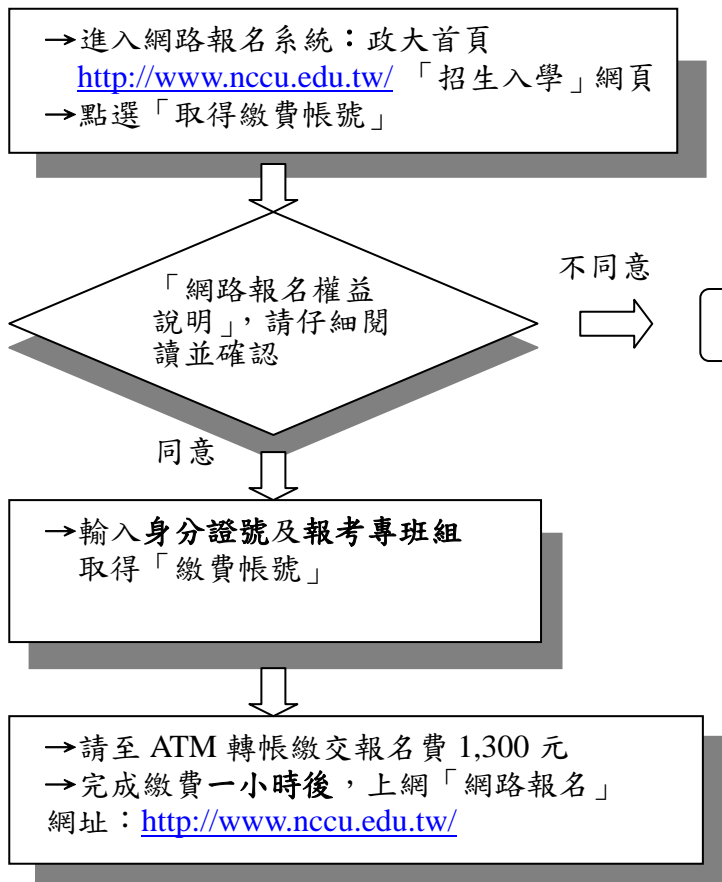 →進入網路報名系統：政大首頁
http://www.nccu.edu.tw/ 「招生入學」網頁
→點選「取得繳費帳號」
「網路報名權益
說明」，請仔細閱
讀並確認
不同意
同意
→輸入身分證號及報考專班組
取得「繳費帳號」
→請至 ATM 轉帳繳交報名費 1,300 元
→完成繳費一小時後，上網「網路報名」
網址：http://www.nccu.edu.tw/